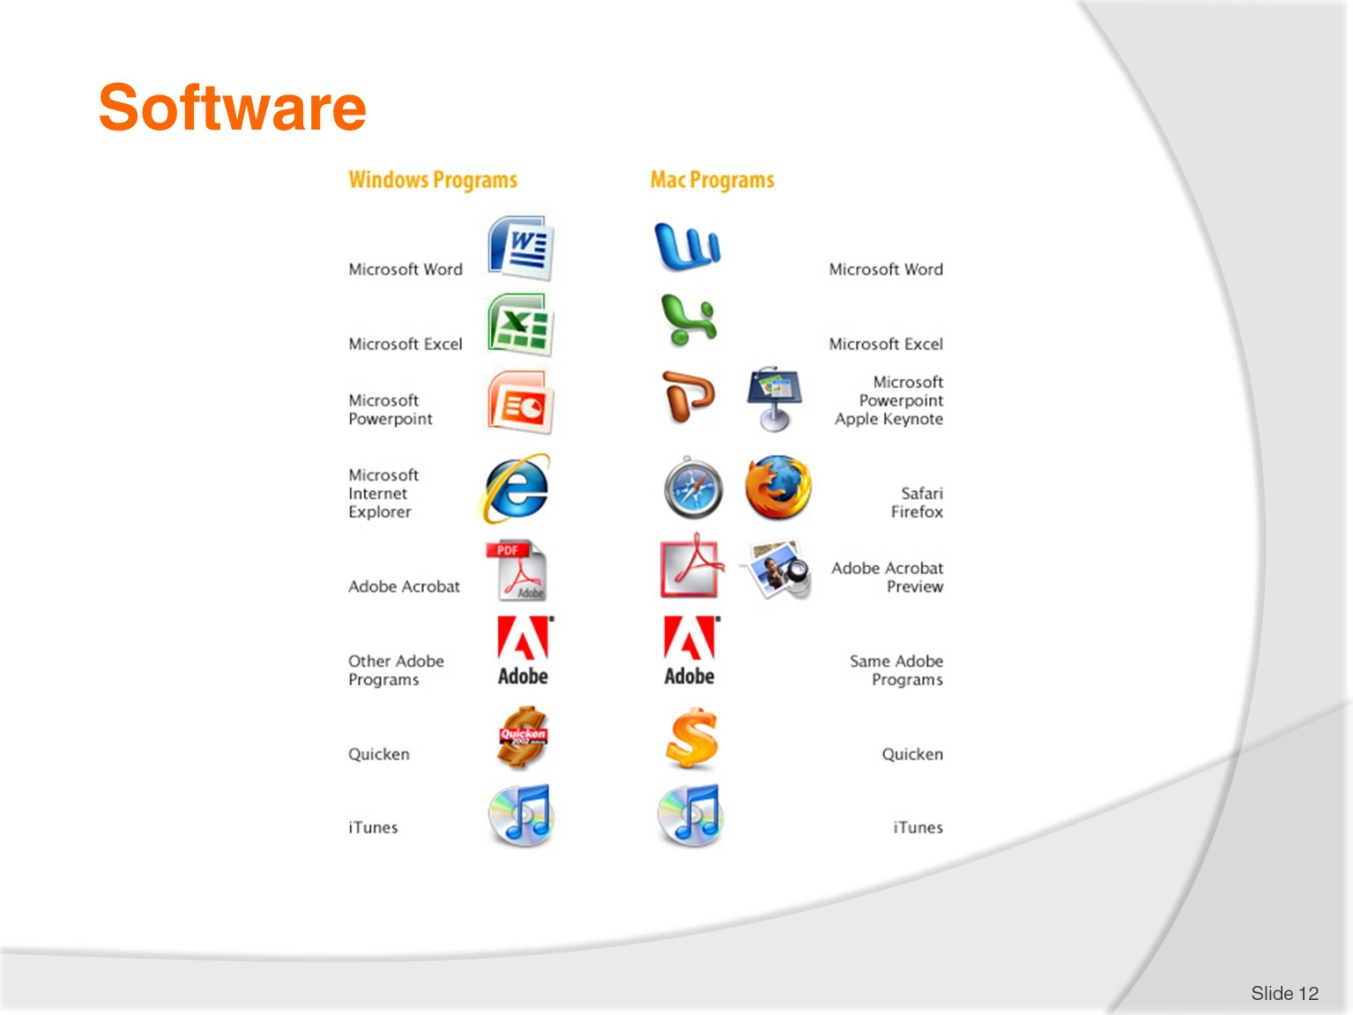 Software
Windows Programs
Mac Programs
Microsoft Word
Microsoft Word
Microsoft Excel
Microsoft Excel
Microsoft
Powerpoint
Microsoft
Powerpoint
Apple Keynote
Microsoft
Internet
Explorer
Safari
Firefox
Adobe Acrobat
PDF
Adobe
Adobe Acrobat
Preview
Other Adobe
Programs
Adobe
Adobe
Same Adobe
Programs
Quicken
Quicken
2002
Quicken
iTunes
iTunes
Slide 12